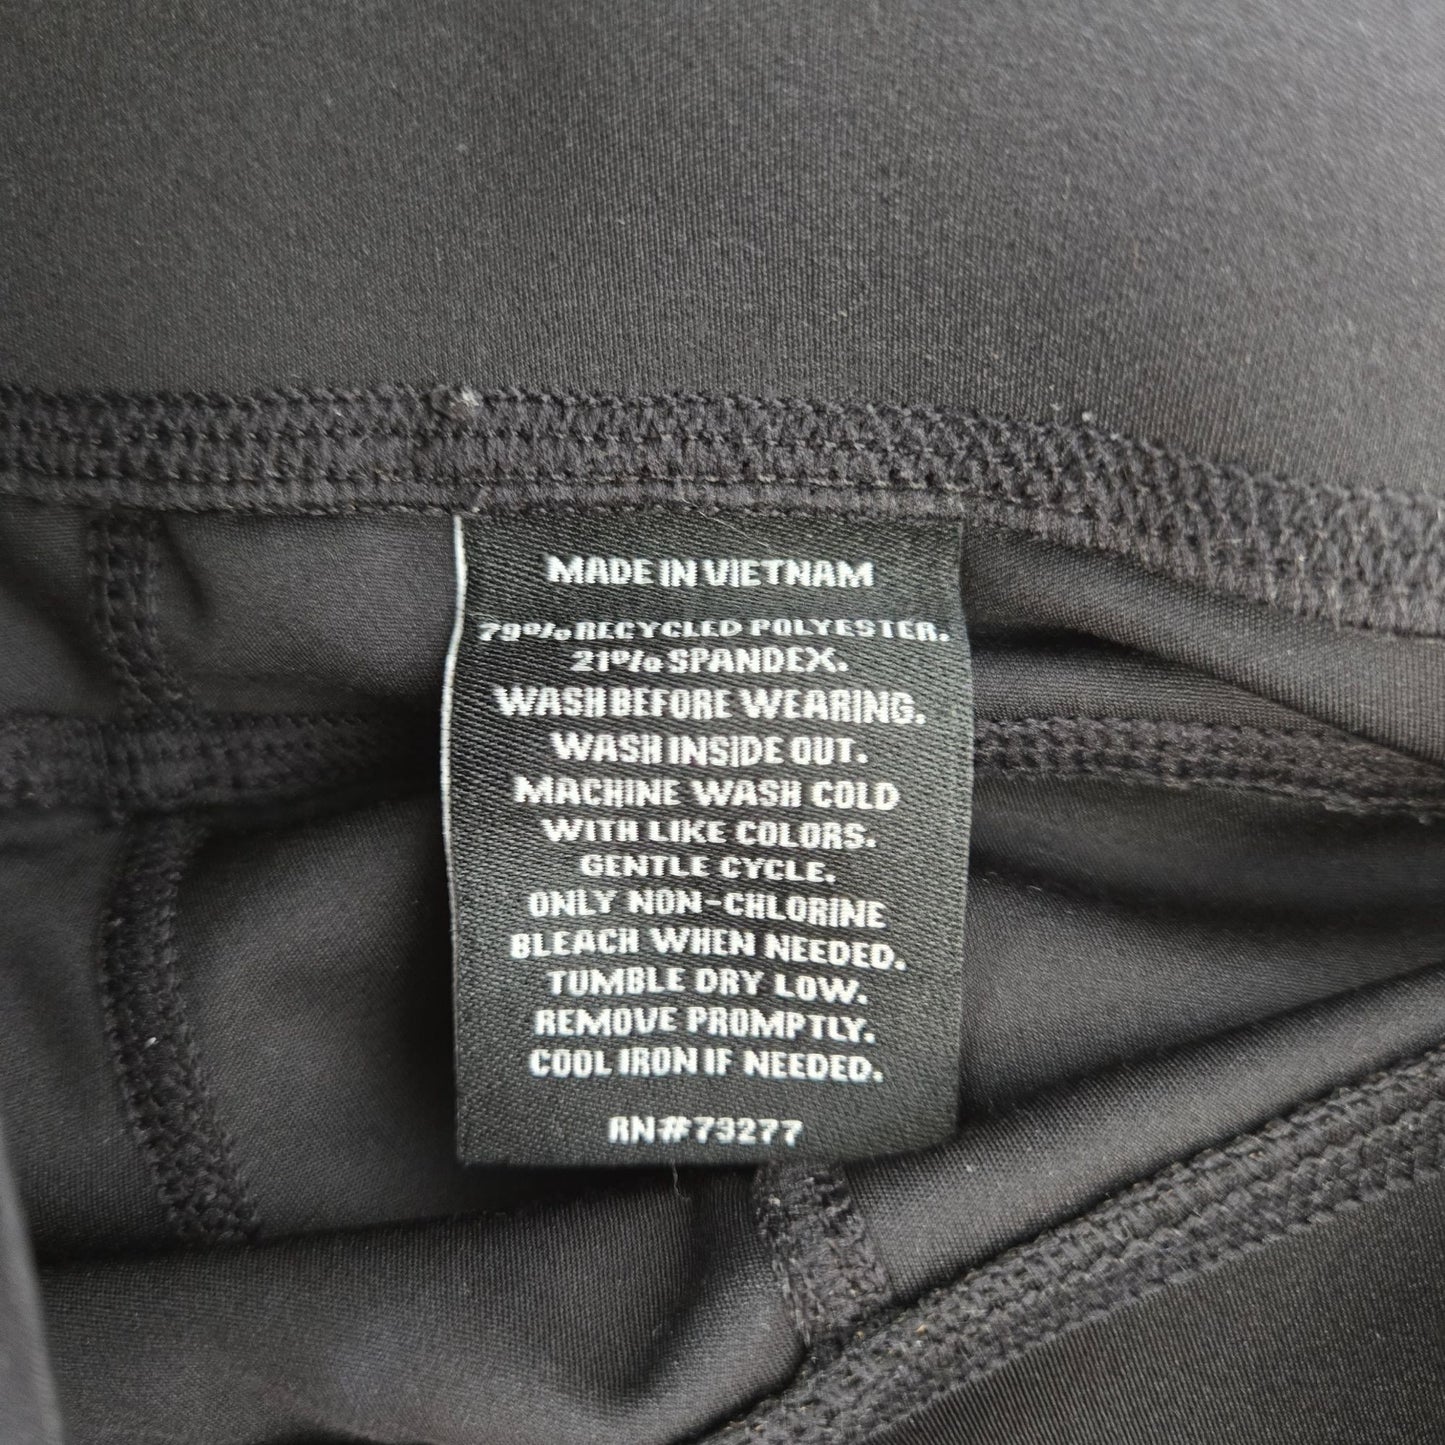 MADE IN VIETNAM
79% RECYCLED POLYESTER.
21% SPANDEX.
WASH BEFORE WEARING.
WASH INSIDE OUT.
MACHINE WASH COLD
WITH LIKE COLORS.
GENTLE CYCLE.
ONLY NON-CHLORINE
BLEACH WHEN NEEDED.
TUMBLE DRY LOW.
REMOVE PROMPTLY.
COOL IRON IF NEEDED.
RN#73277